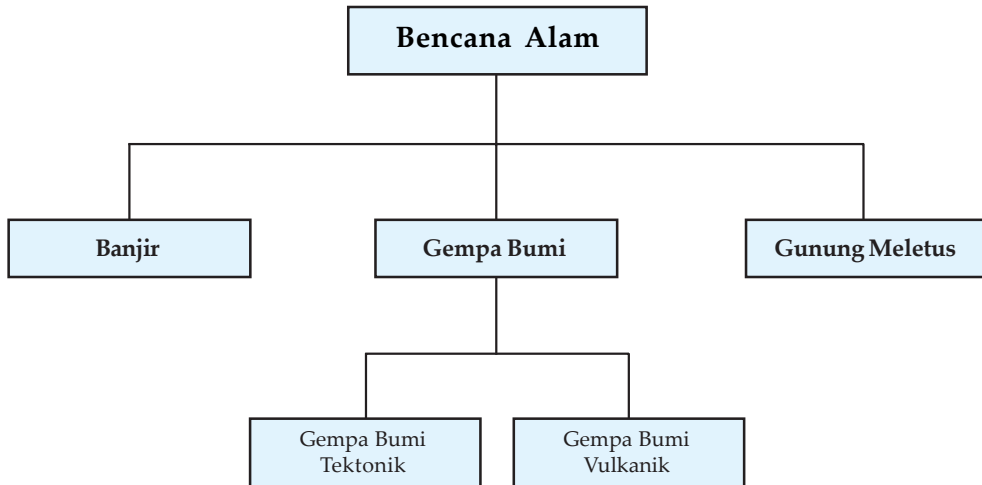 Bencana Alam
Banjir
Gempa Bumi
Gunung Meletus
Gempa Bumi
Tektonik
Gempa Bumi
Vulkanik